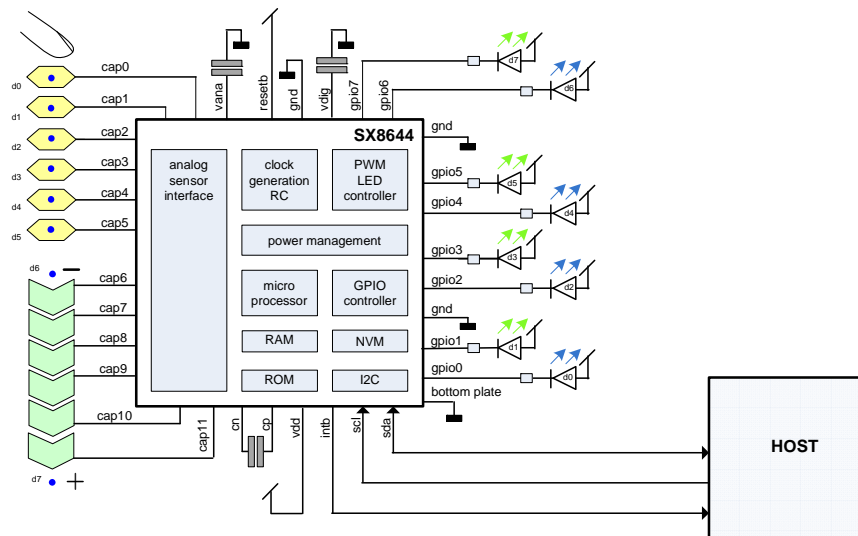 cap0
d0
cap1
d1
cap2
d2
cap3
d3
cap4
d4
cap5
d5
d6
cap6
cap7
cap8
cap9
cap10
cap11
d7
+
vana
resetb
gnd
vdig
gpio7
gpio6
d7
d6
SX8644
analog
sensor
interface
clock
generation
RC
PWM
LED
controller
power management
micro
processor
GPIO
controller
RAM
NVM
ROM
I2C
gnd
gpio5
d5
gpio4
d4
gpio3
d3
gpio2
d2
gnd
gpio1
d1
gpio0
d0
bottom plate
cn
cp
vdd
intb
scl
sda
HOST